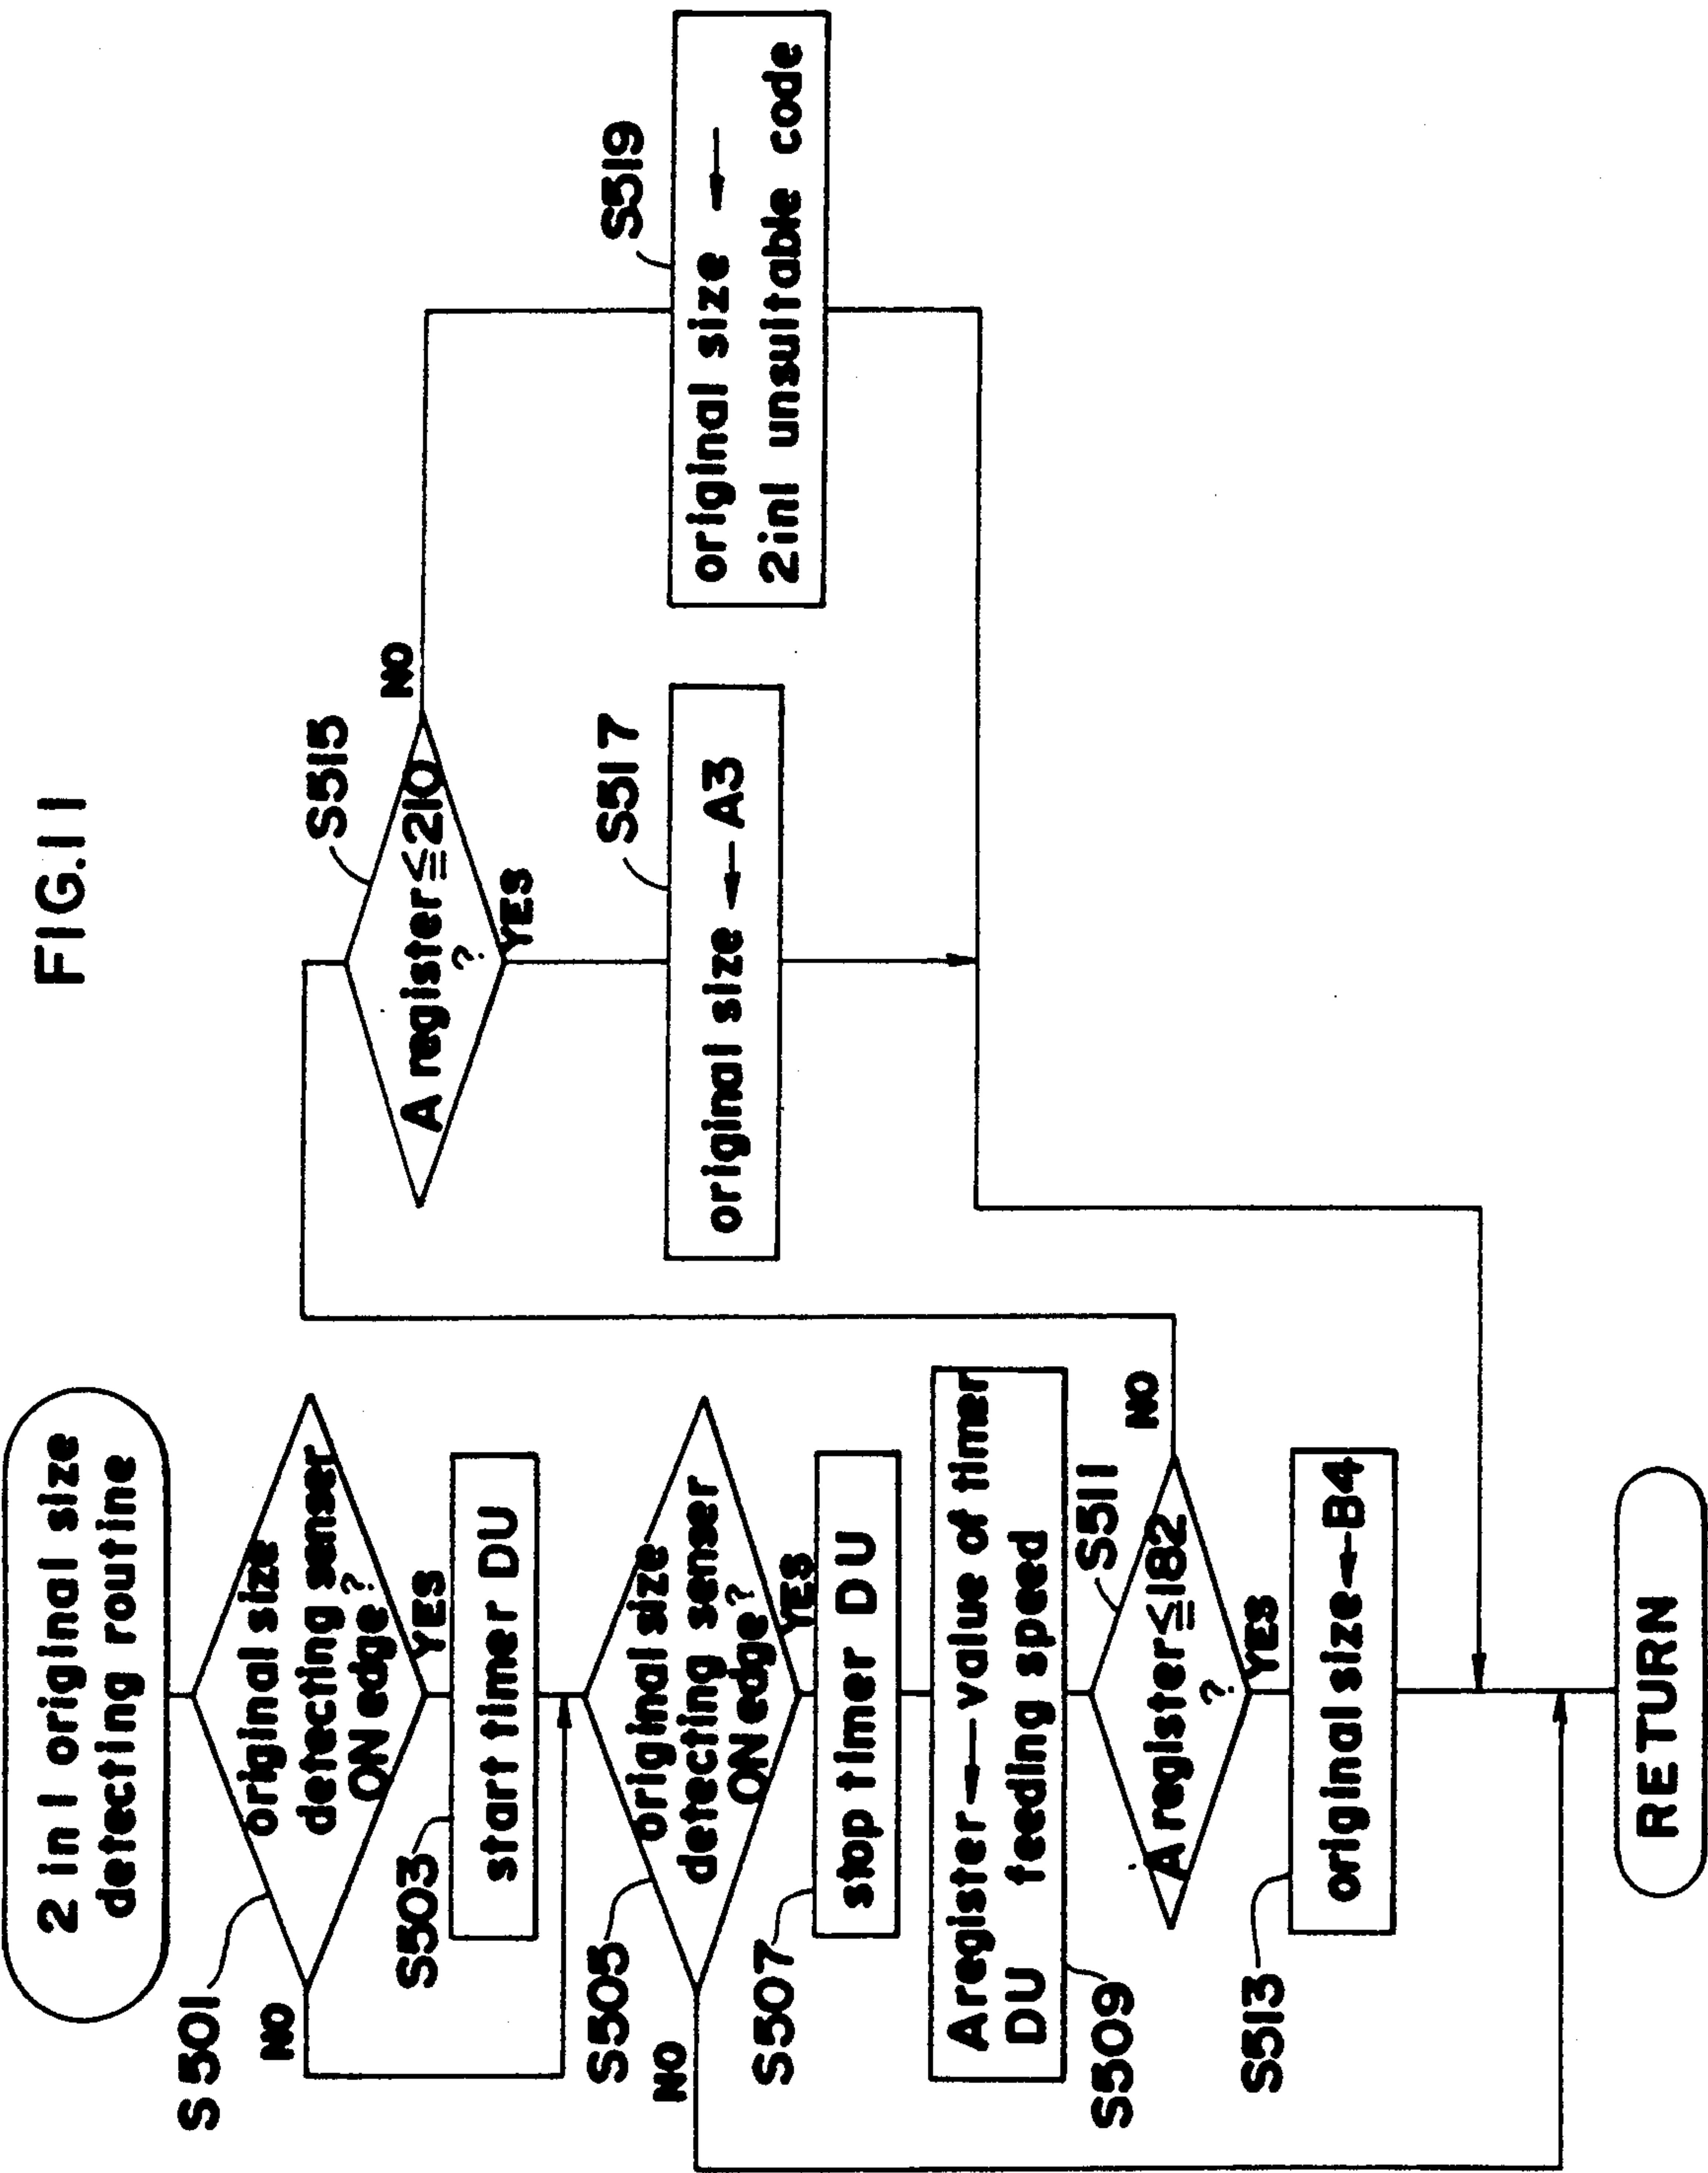 FIG.11
2 in 1 original size
detecting routine
S501
original size
detecting senser
ON edge?
NO
YES
S503
start timer DU
S505
original size
detecting senser
ON edge?
NO
YES
S507
stop timer DU
S509
A register ← value of timer
DU feeding speed
S511
A register ≦ 182
?
NO
YES
S513
original size ← B4
S515
A register ≦ 210
?
NO
YES
S517
original size ← A3
S519
original size ←
2in1 unsuitable code
RETURN